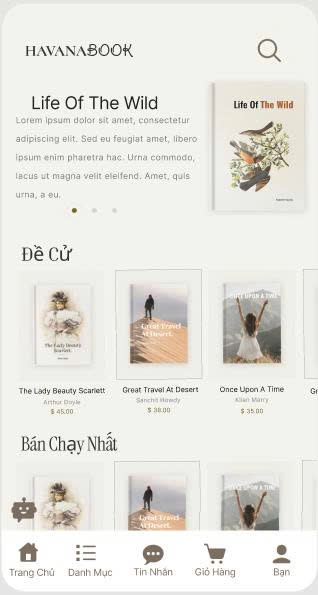 HAVANABOOK
Life Of The Wild
Lorem ipsum dolor sit amet, consectetur
adipiscing elit. Sed eu feugiat amet, libero
ipsum enim pharetra hac. Urna commodo,
lacus ut magna velit eleifend. Amet, quis
urna, a eu.
Life Of The Wild
Đề Cử
The Lady Beauty
Scarlett.
Great Travel
At Desert.
ONCE UPON A TIME
The Lady Beauty Scarlett
Arthur Doyle
$ 45.00
Great Travel At Desert
Sanchit Howdy
$ 38.00
Once Upon A Time
Klien Marry
$ 35.00
Bán Chạy Nhất
Great Travel
At Desert.
ONCE UPON A TIME
Trang Chủ
Danh Mục
Tin Nhắn
Giỏ Hàng
Bạn